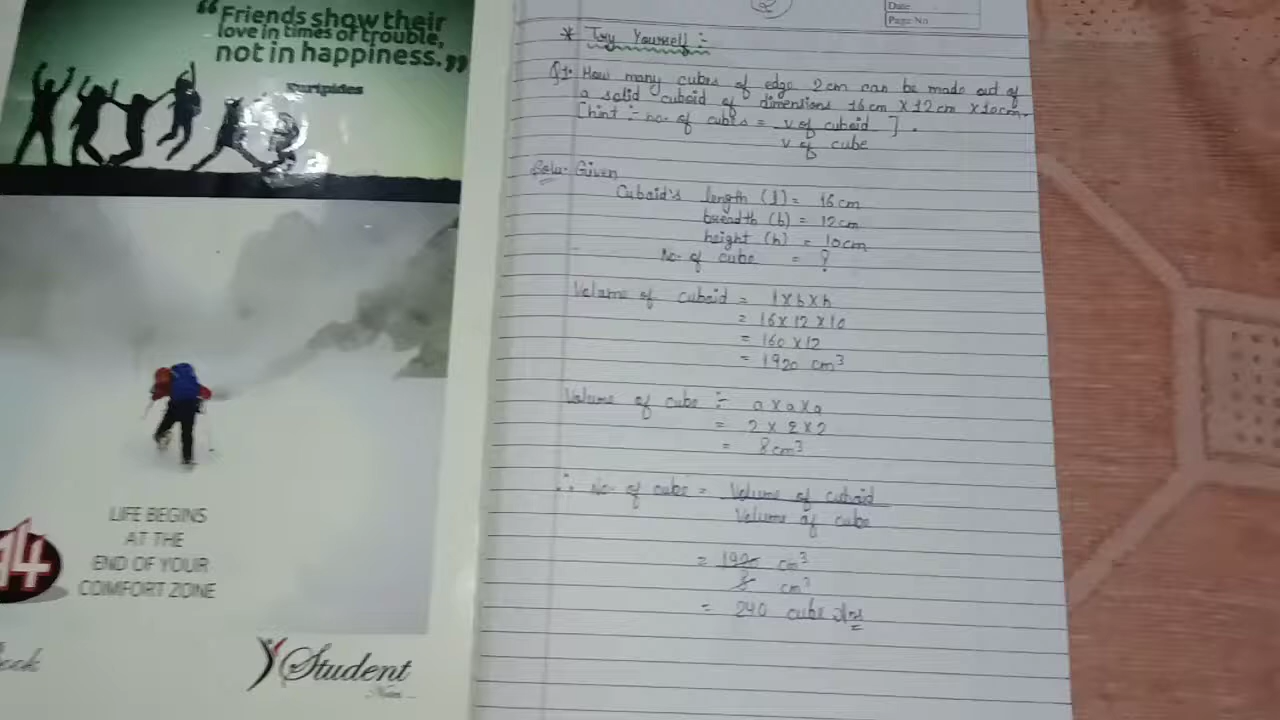 “Friends show their
love in times of trouble,
not in happiness.”
Euripides
LIFE BEGINS
AT THE
END OF YOUR
COMFORT ZONE
14
Student
Date
Page No
2
* Try Yourself :-
Q1. How many cubes of edge 2cm can be made out of
a solid cuboid of dimensions 16cm X 12cm X 10cm.
[hint :- no. of cubes = v of cuboid ] .
v of cube
Solu. Given
Cuboid's length (l) = 16cm
breadth (b) = 12cm
height (h) = 10cm
No. of cube = ?
Volume of cuboid = l X b X h
= 16 X 12 X 10
= 160 X 12
= 1920 cm³
Volume of cube :- a X a X a
= 2 X 2 X 2
= 8 cm³
∴ No of cube = Volume of cuboid
Volume of cube
= cm³
8 cm³
= 240 cube Ans